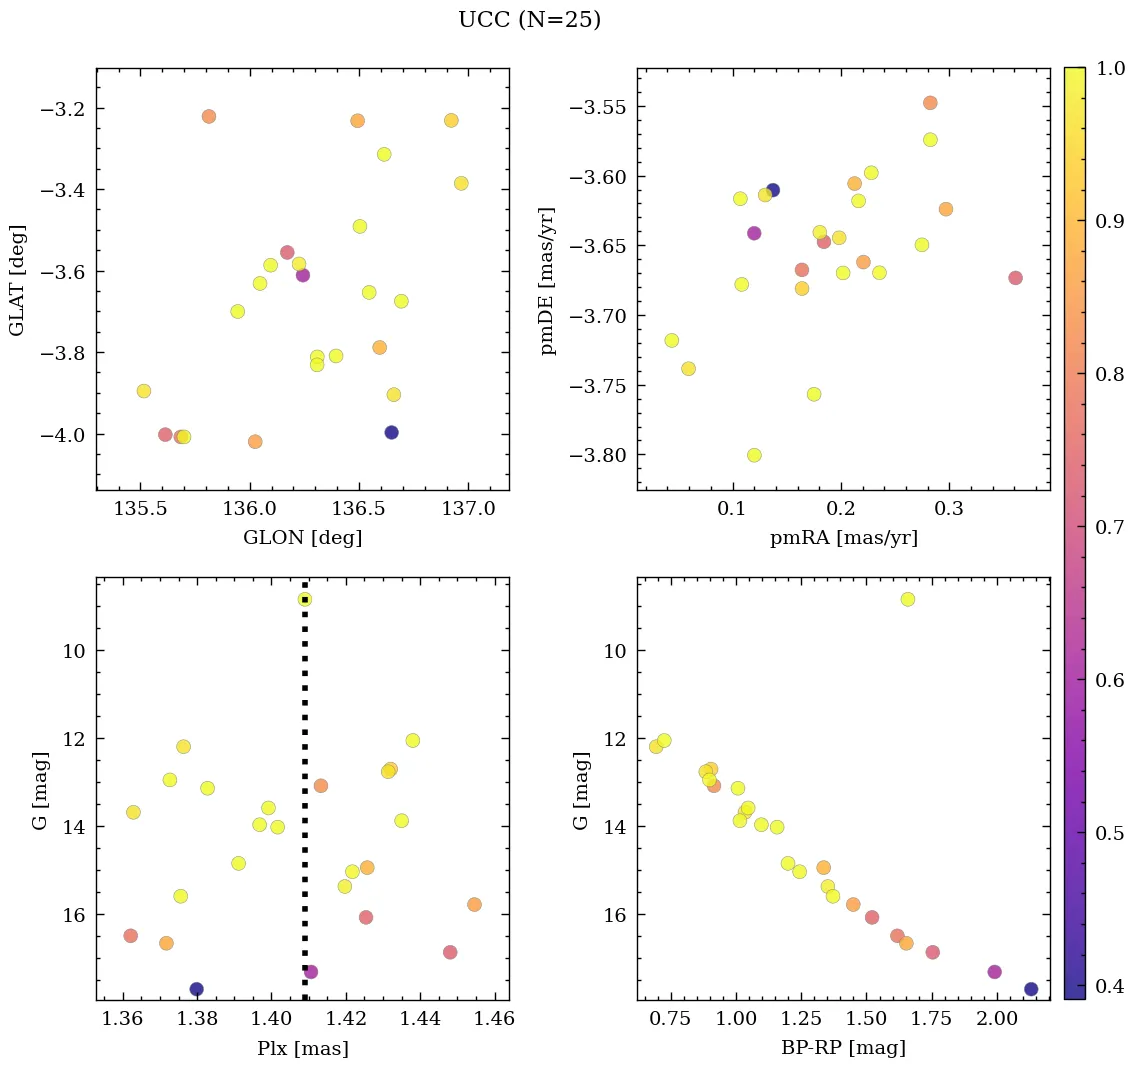 UCC (N=25)
−3.2
−3.4
−3.6
−3.8
−4.0
GLAT [deg]
135.5 136.0 136.5 137.0
GLON [deg]
−3.55
−3.60
−3.65
−3.70
−3.75
−3.80
pmDE [mas/yr]
0.1 0.2 0.3
pmRA [mas/yr]
1.0
0.9
0.8
0.7
0.6
0.5
0.4
10
12
14
16
G [mag]
1.36 1.38 1.40 1.42 1.44 1.46
Plx [mas]
10
12
14
16
G [mag]
0.75 1.00 1.25 1.50 1.75 2.00
BP-RP [mag]